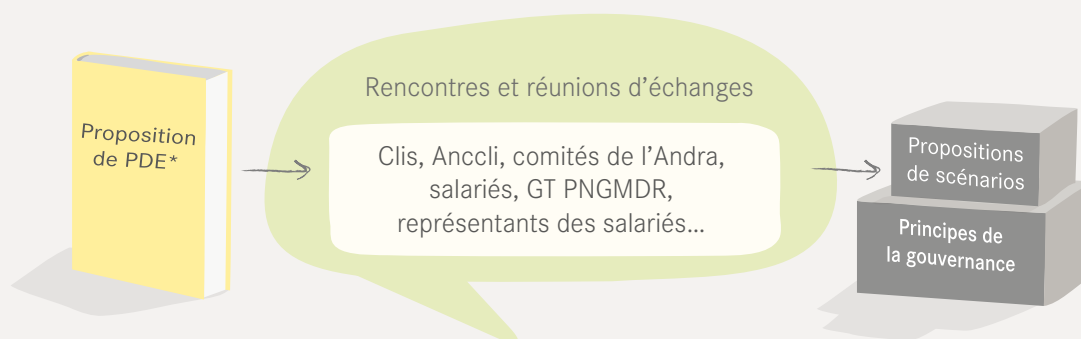 Proposition
de PDE*
Rencontres et réunions d’échanges
Clis, Anccli, comités de l’Andra,
salariés, GT PNGMDR,
représentants des salariés...
Propositions
de scénarios
Principes de
la gouvernance